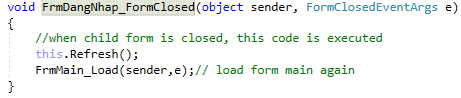 void FrmDangNhap_FormClosed(object sender, FormClosedEventArgs e)
{
//when child form is closed, this code is executed
this.Refresh();
FrmMain_Load(sender,e);// load form main again
}